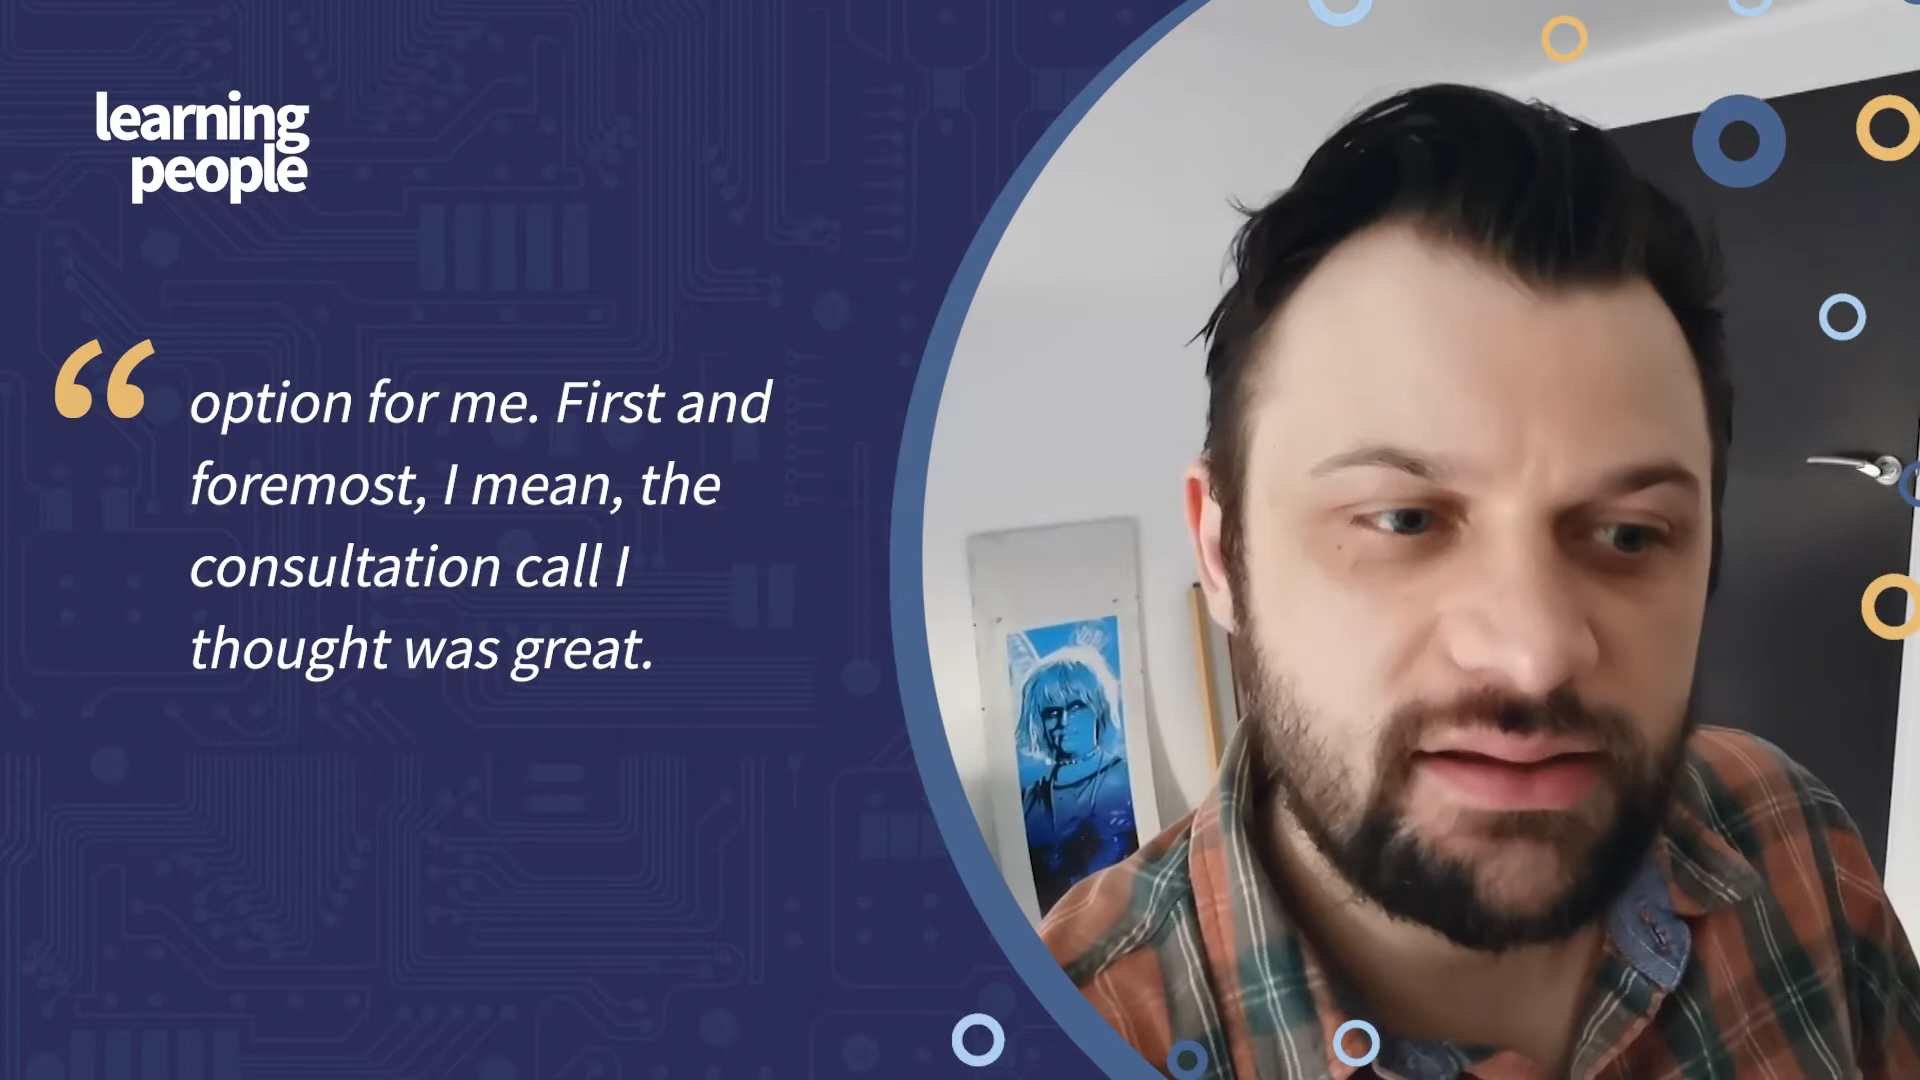 learning
people
“ option for me. First and
foremost, I mean, the
consultation call I
thought was great.